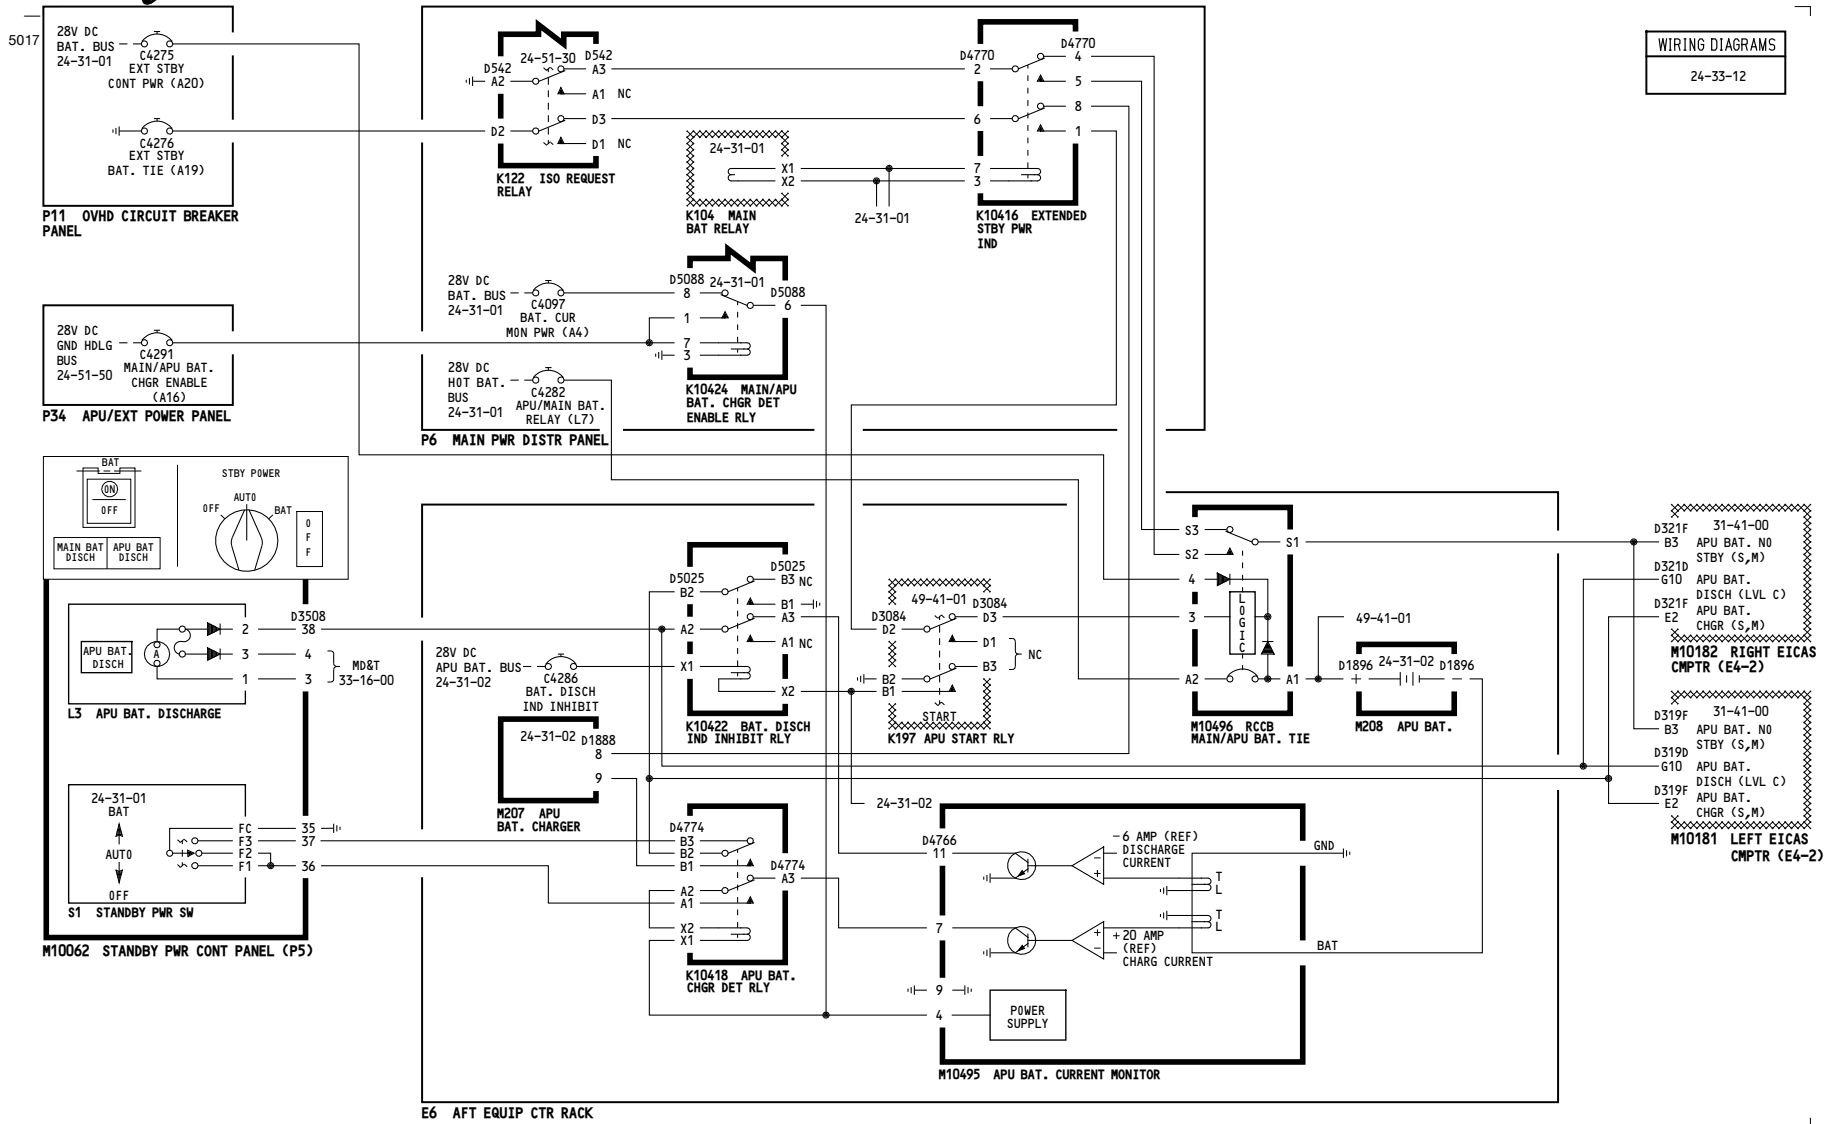 5017
28V DC
BAT. BUS
24-31-01
C4275
EXT STBY
CONT PWR (A20)
C4276
EXT STBY
BAT. TIE (A19)
P11 OVHD CIRCUIT BREAKER
PANEL
28V DC
GND HDLG
BUS
24-51-50
C4291
MAIN/APU BAT.
CHGR ENABLE
(A16)
P34 APU/EXT POWER PANEL
D542
24-51-30
D542
A2
A3
A1 NC
D2
D3
D1 NC
K122 ISO REQUEST
RELAY
24-31-01
X1
X2
K104 MAIN
BAT RELAY
24-31-01
D4770
D4770
2
4
5
6
8
1
7
3
K10416 EXTENDED
STBY PWR
IND
28V DC
BAT. BUS
24-31-01
C4097
BAT. CUR
MON PWR (A4)
28V DC
HOT BAT.
BUS
24-31-01
C4282
APU/MAIN BAT.
RELAY (L7)
D5088
24-31-01
D5088
8
6
1
7
3
K10424 MAIN/APU
BAT. CHGR DET
ENABLE RLY
P6 MAIN PWR DISTR PANEL
WIRING DIAGRAMS
24-33-12
BAT
ON
OFF
MAIN BAT
DISCH
APU BAT
DISCH
STBY POWER
OFF
AUTO
BAT
O
F
F
APU BAT.
DISCH
A
2
3
1
D3508
38
4
3
MD&T
33-16-00
L3 APU BAT. DISCHARGE
24-31-01
BAT
AUTO
OFF
FC
F3
F2
F1
35
37
36
S1 STANDBY PWR SW
M10062 STANDBY PWR CONT PANEL (P5)
28V DC
APU BAT. BUS
24-31-02
C4286
BAT. DISCH
IND INHIBIT
D5025
D5025
B2
B3 NC
B1
A2
A3
A1 NC
X1
X2
K10422 BAT. DISCH
IND INHIBIT RLY
24-31-02
D1888
8
9
M207 APU
BAT. CHARGER
49-41-01
D3084
D3084
D2
D3
D1
B3
NC
B2
B1
START
K197 APU START RLY
24-31-02
S3
S1
S2
4
3
L
O
G
I
C
A2
A1
M10496 RCCB
MAIN/APU BAT. TIE
49-41-01
D1896
24-31-02
D1896
+
-
M208 APU BAT.
D4774
D4774
B3
B2
B1
A2
A1
A3
X2
X1
K10418 APU BAT.
CHGR DET RLY
D4766
11
7
9
4
-6 AMP (REF)
DISCHARGE
CURRENT
-
+
T
L
T
L
+
-
+20 AMP
(REF)
CHARG CURRENT
GND
BAT
POWER
SUPPLY
M10495 APU BAT. CURRENT MONITOR
E6 AFT EQUIP CTR RACK
31-41-00
D321F
B3
APU BAT. NO
STBY (S,M)
D321D
G10
APU BAT.
DISCH (LVL C)
D321F
E2
APU BAT.
CHGR (S,M)
M10182 RIGHT EICAS
CMPTR (E4-2)
31-41-00
D319F
B3
APU BAT. NO
STBY (S,M)
D319D
G10
APU BAT.
DISCH (LVL C)
D319F
E2
APU BAT.
CHGR (S,M)
M10181 LEFT EICAS
CMPTR (E4-2)